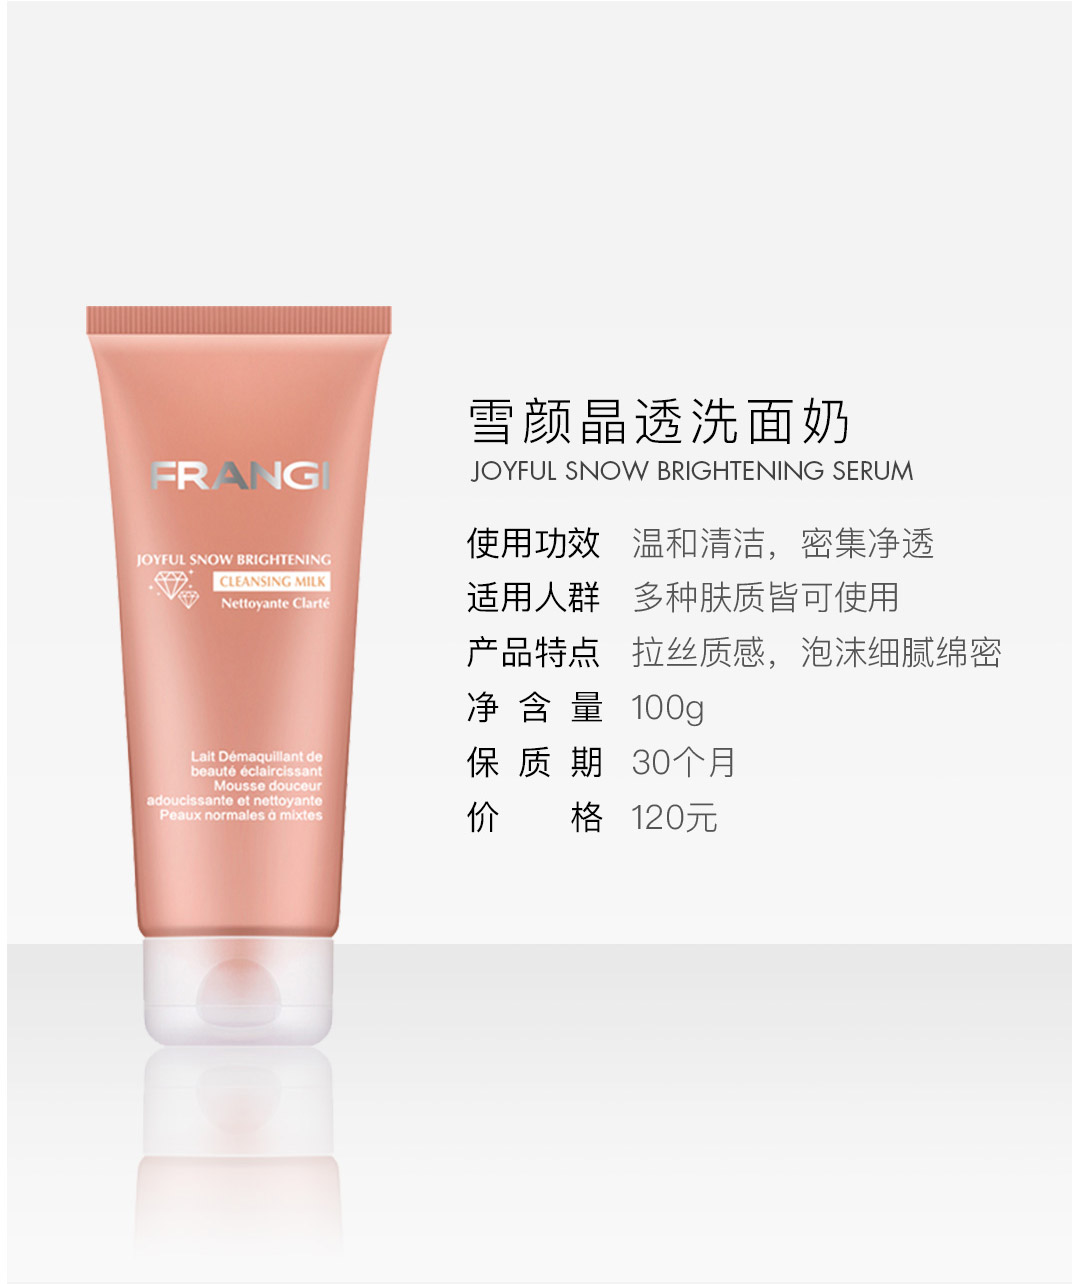 FRANGI
JOYFUL SNOW BRIGHTENING
CLEANSING MILK
Nettoyante Clarté
Lait Démaquillant de
beauté éclaircissant
Mousse douceur
adoucissante et nettoyante
Peaux normales à mixtes
雪颜晶透洗面奶
JOYFUL SNOW BRIGHTENING SERUM
使用功效 温和清洁，密集净透
适用人群 多种肤质皆可使用
产品特点 拉丝质感，泡沫细腻绵密
净含量 100g
保质期 30个月
价格 120元